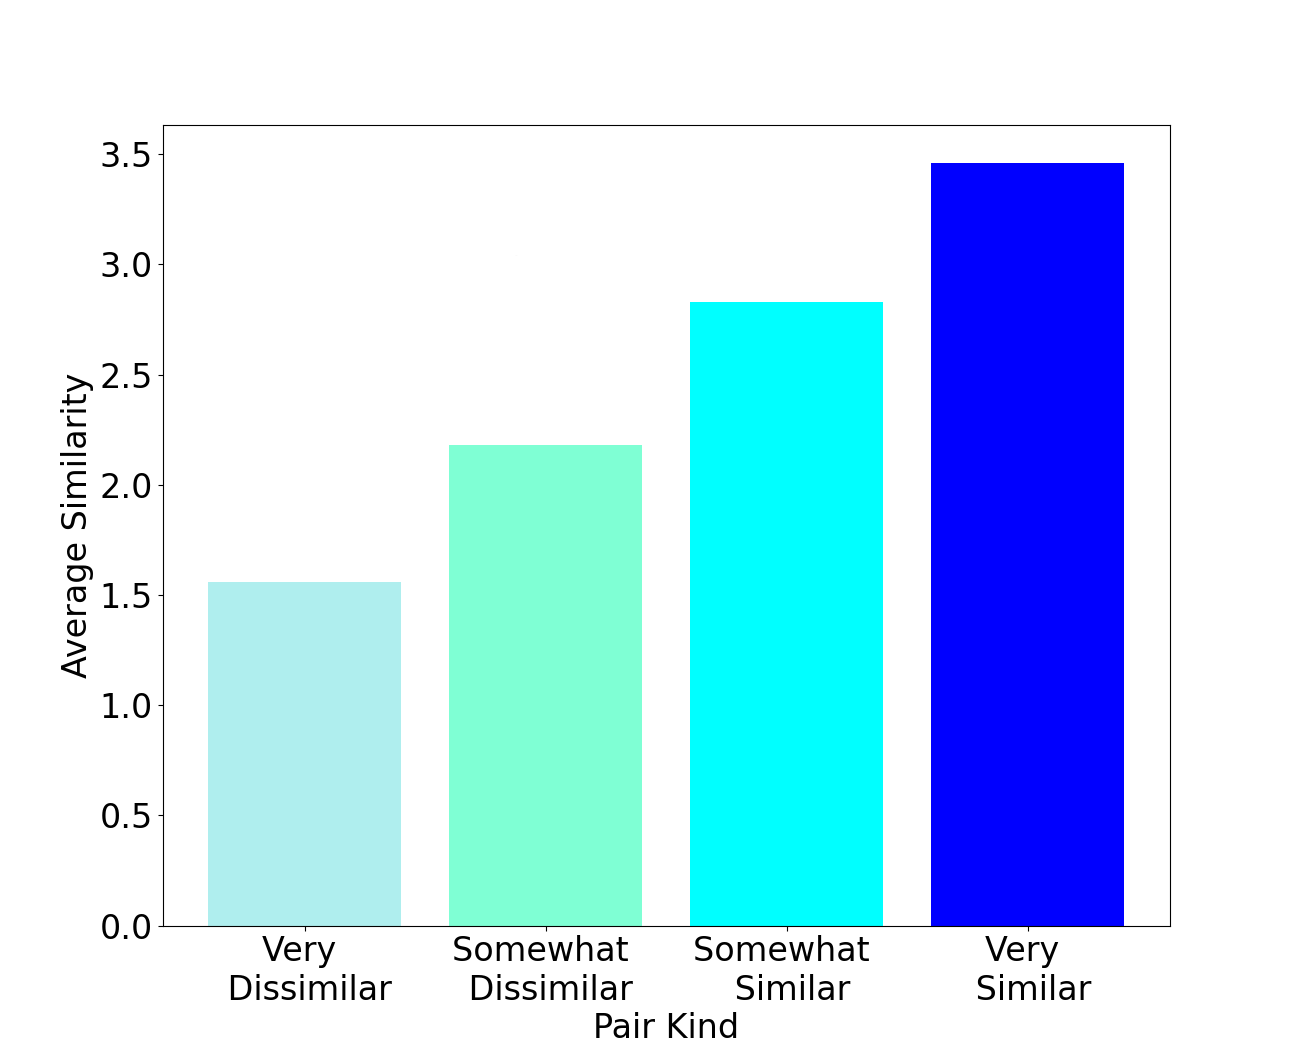 3.5
3.0
2.5
2.0
1.5
1.0
0.5
0.0
Average Similarity
Very
Dissimilar
Somewhat
Dissimilar
Somewhat
Similar
Very
Similar
Pair Kind